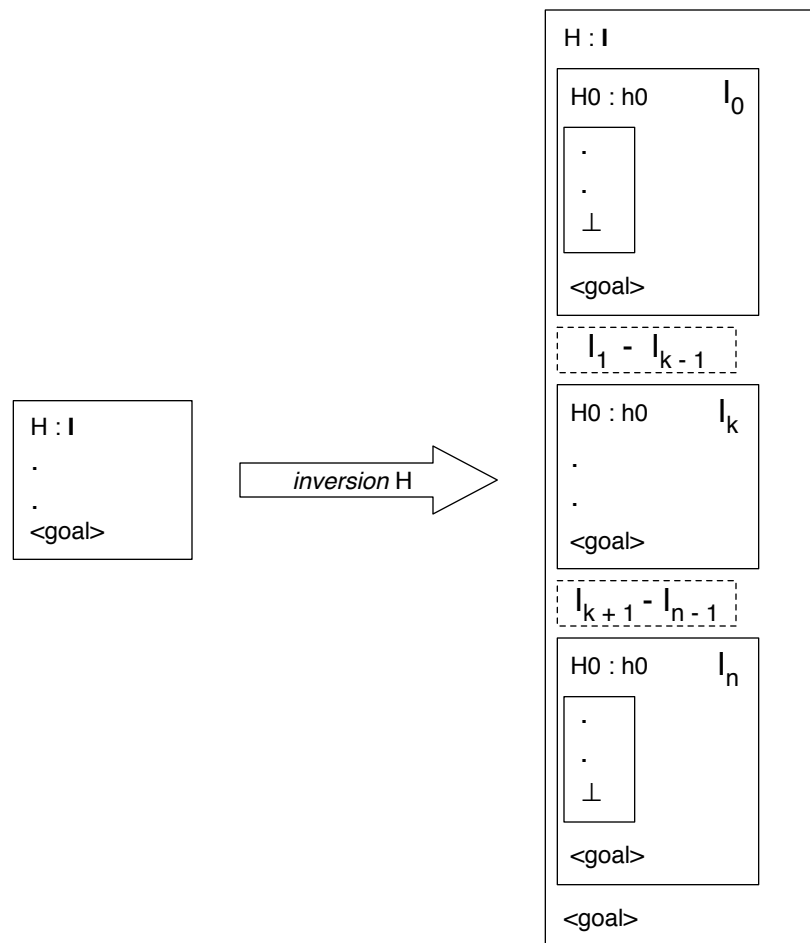 H : I
.
.
<goal>
inversion H
H : I
H0 : h0 I₀
.
.
⊥
<goal>
I₁ - Iₖ ₋ ₁
H0 : h0 Iₖ
.
.
<goal>
Iₖ ₊ ₁ - Iₙ ₋ ₁
H0 : h0 Iₙ
.
.
⊥
<goal>
<goal>